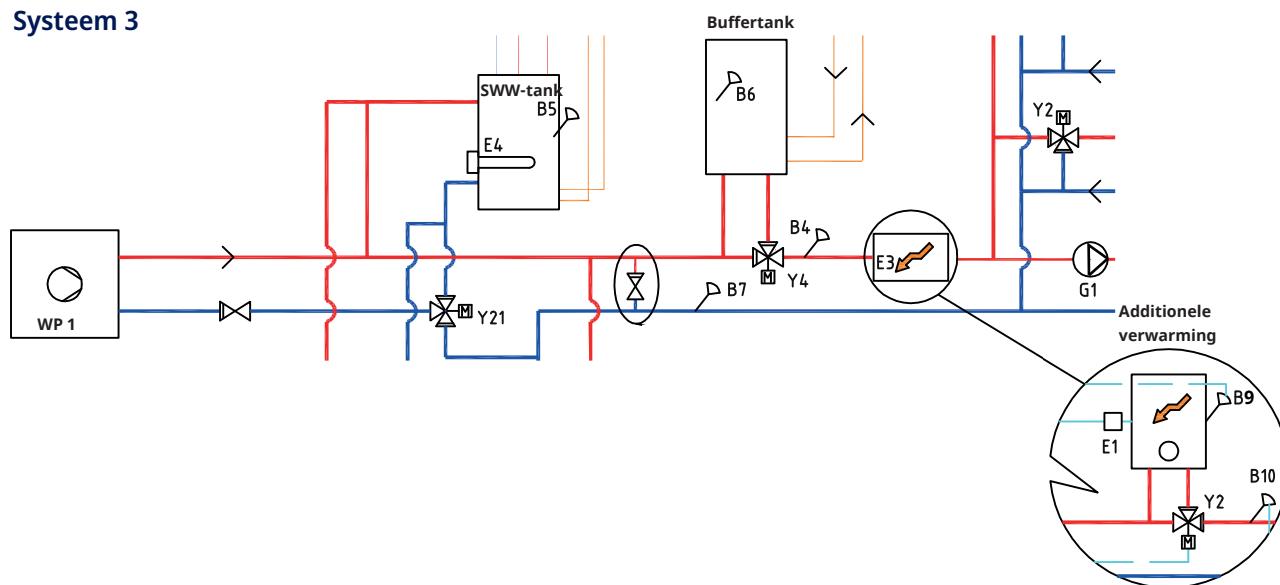 Systeem 3
Buffertank
SWW-tank
B5
E4
B6
Y2
B4
E3
G1
B7
Y4
WP 1
M
Y21
M
M
Additionele
verwarming
B9
E1
B10
Y2
M